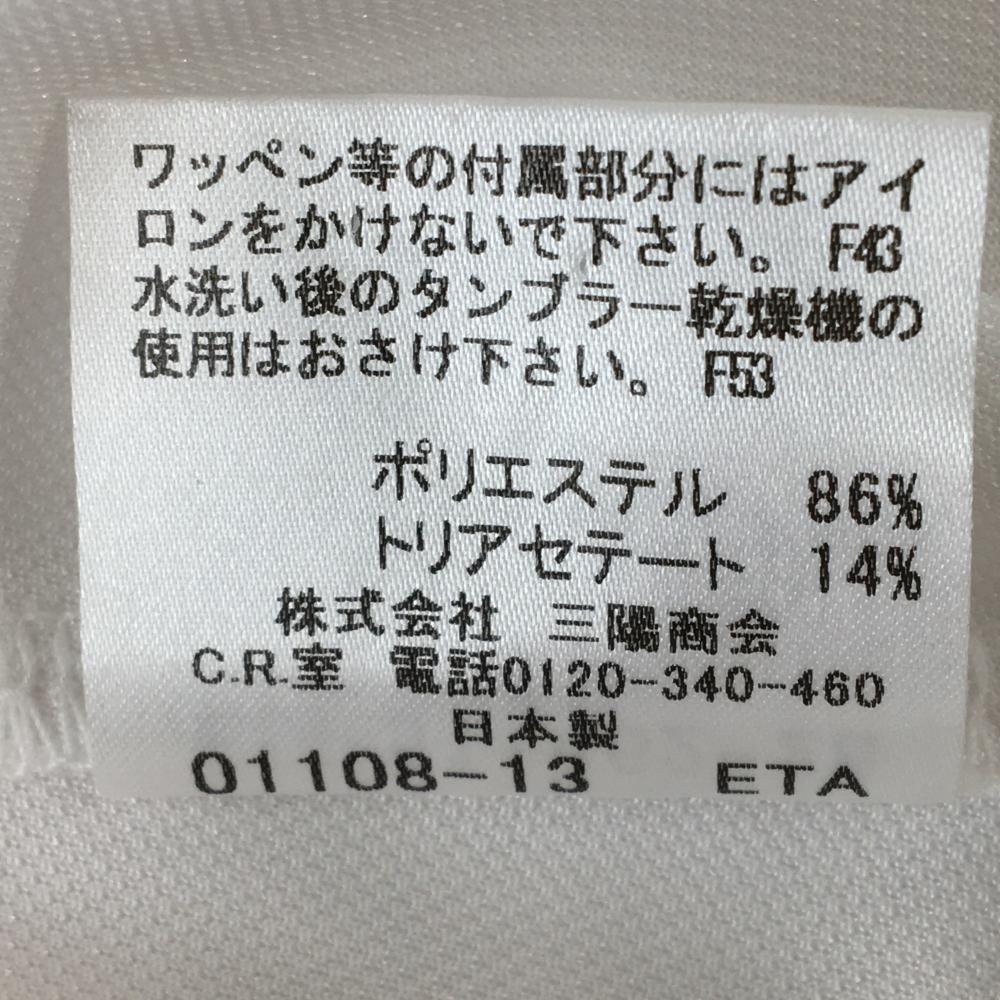 ワッペン等の付属部分にはアイ
ロンをかけないで下さい。 F43
水洗い後のタンブラー乾燥機の
使用はおさけ下さい。 F53
ポリエステル 86%
トリアセテート 14%
株式会社 三陽商会
C.R.室 電話0120-340-460
日本製
01108-13 ETA